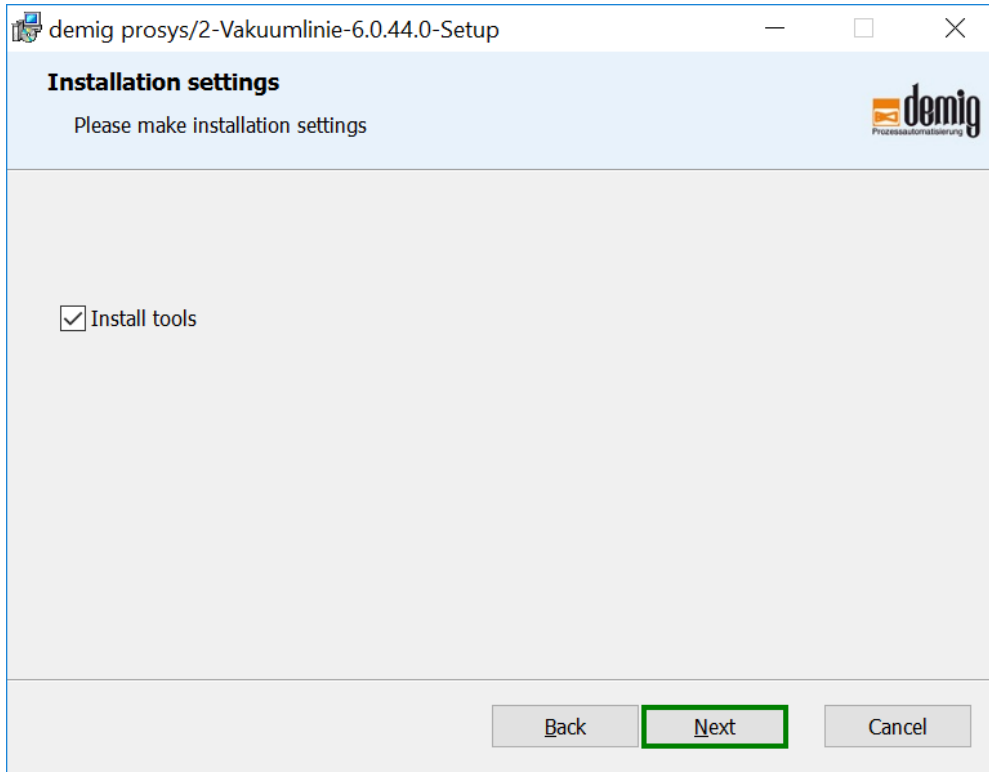 demig prosys/2-Vakuumlinie-6.0.44.0-Setup
Installation settings
Please make installation settings
demig
Prozessautomatisierung
Install tools
Back
Next
Cancel